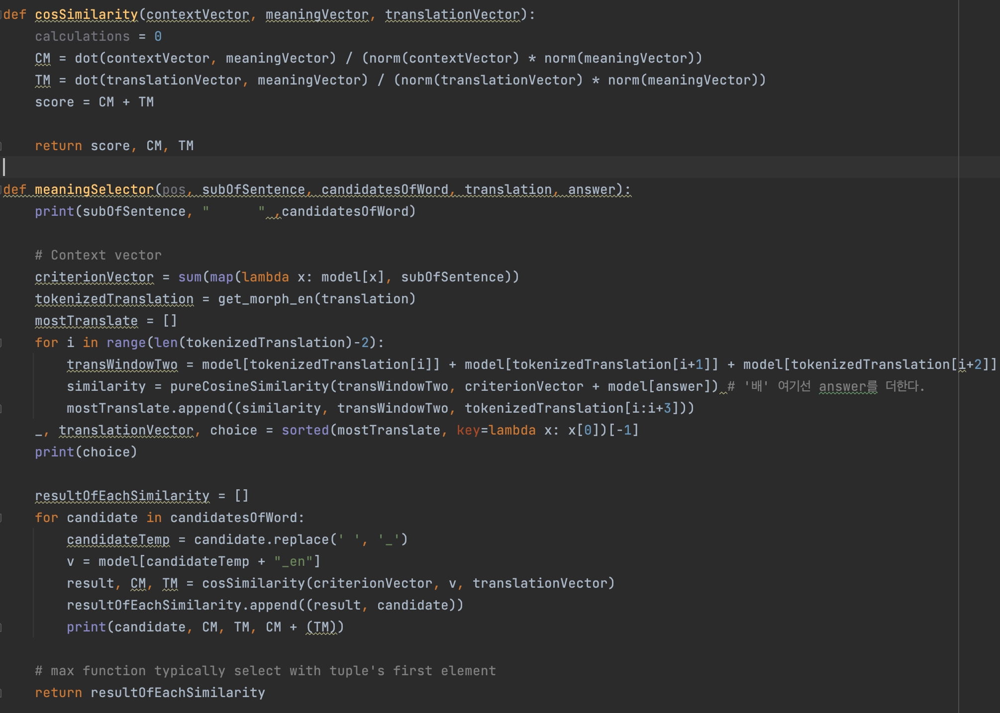 def cosSimilarity(contextVector, meaningVector, translationVector):
    calculations = 0
    CM = dot(contextVector, meaningVector) / (norm(contextVector) * norm(meaningVector))
    TM = dot(translationVector, meaningVector) / (norm(translationVector) * norm(meaningVector))
    score = CM + TM

    return score, CM, TM

def meaningSelector(pos, subOfSentence, candidatesOfWord, translation, answer):
    print(subOfSentence, "      " ,candidatesOfWord)

    # Context vector
    criterionVector = sum(map(lambda x: model[x], subOfSentence))
    tokenizedTranslation = get_morph_en(translation)
    mostTranslate = []
    for i in range(len(tokenizedTranslation)-2):
        transWindowTwo = model[tokenizedTranslation[i]] + model[tokenizedTranslation[i+1]] + model[tokenizedTranslation[i+2]]
        similarity = pureCosineSimilarity(transWindowTwo, criterionVector + model[answer]) # '배' 여기선 answer를 더한다.
        mostTranslate.append((similarity, transWindowTwo, tokenizedTranslation[i:i+3]))
    _, translationVector, choice = sorted(mostTranslate, key=lambda x: x[0])[-1]
    print(choice)

    resultOfEachSimilarity = []
    for candidate in candidatesOfWord:
        candidateTemp = candidate.replace(' ', '_')
        v = model[candidateTemp + "_en"]
        result, CM, TM = cosSimilarity(criterionVector, v, translationVector)
        resultOfEachSimilarity.append((result, candidate))
        print(candidate, CM, TM, CM + (TM))

    # max function typically select with tuple's first element
    return resultOfEachSimilarity